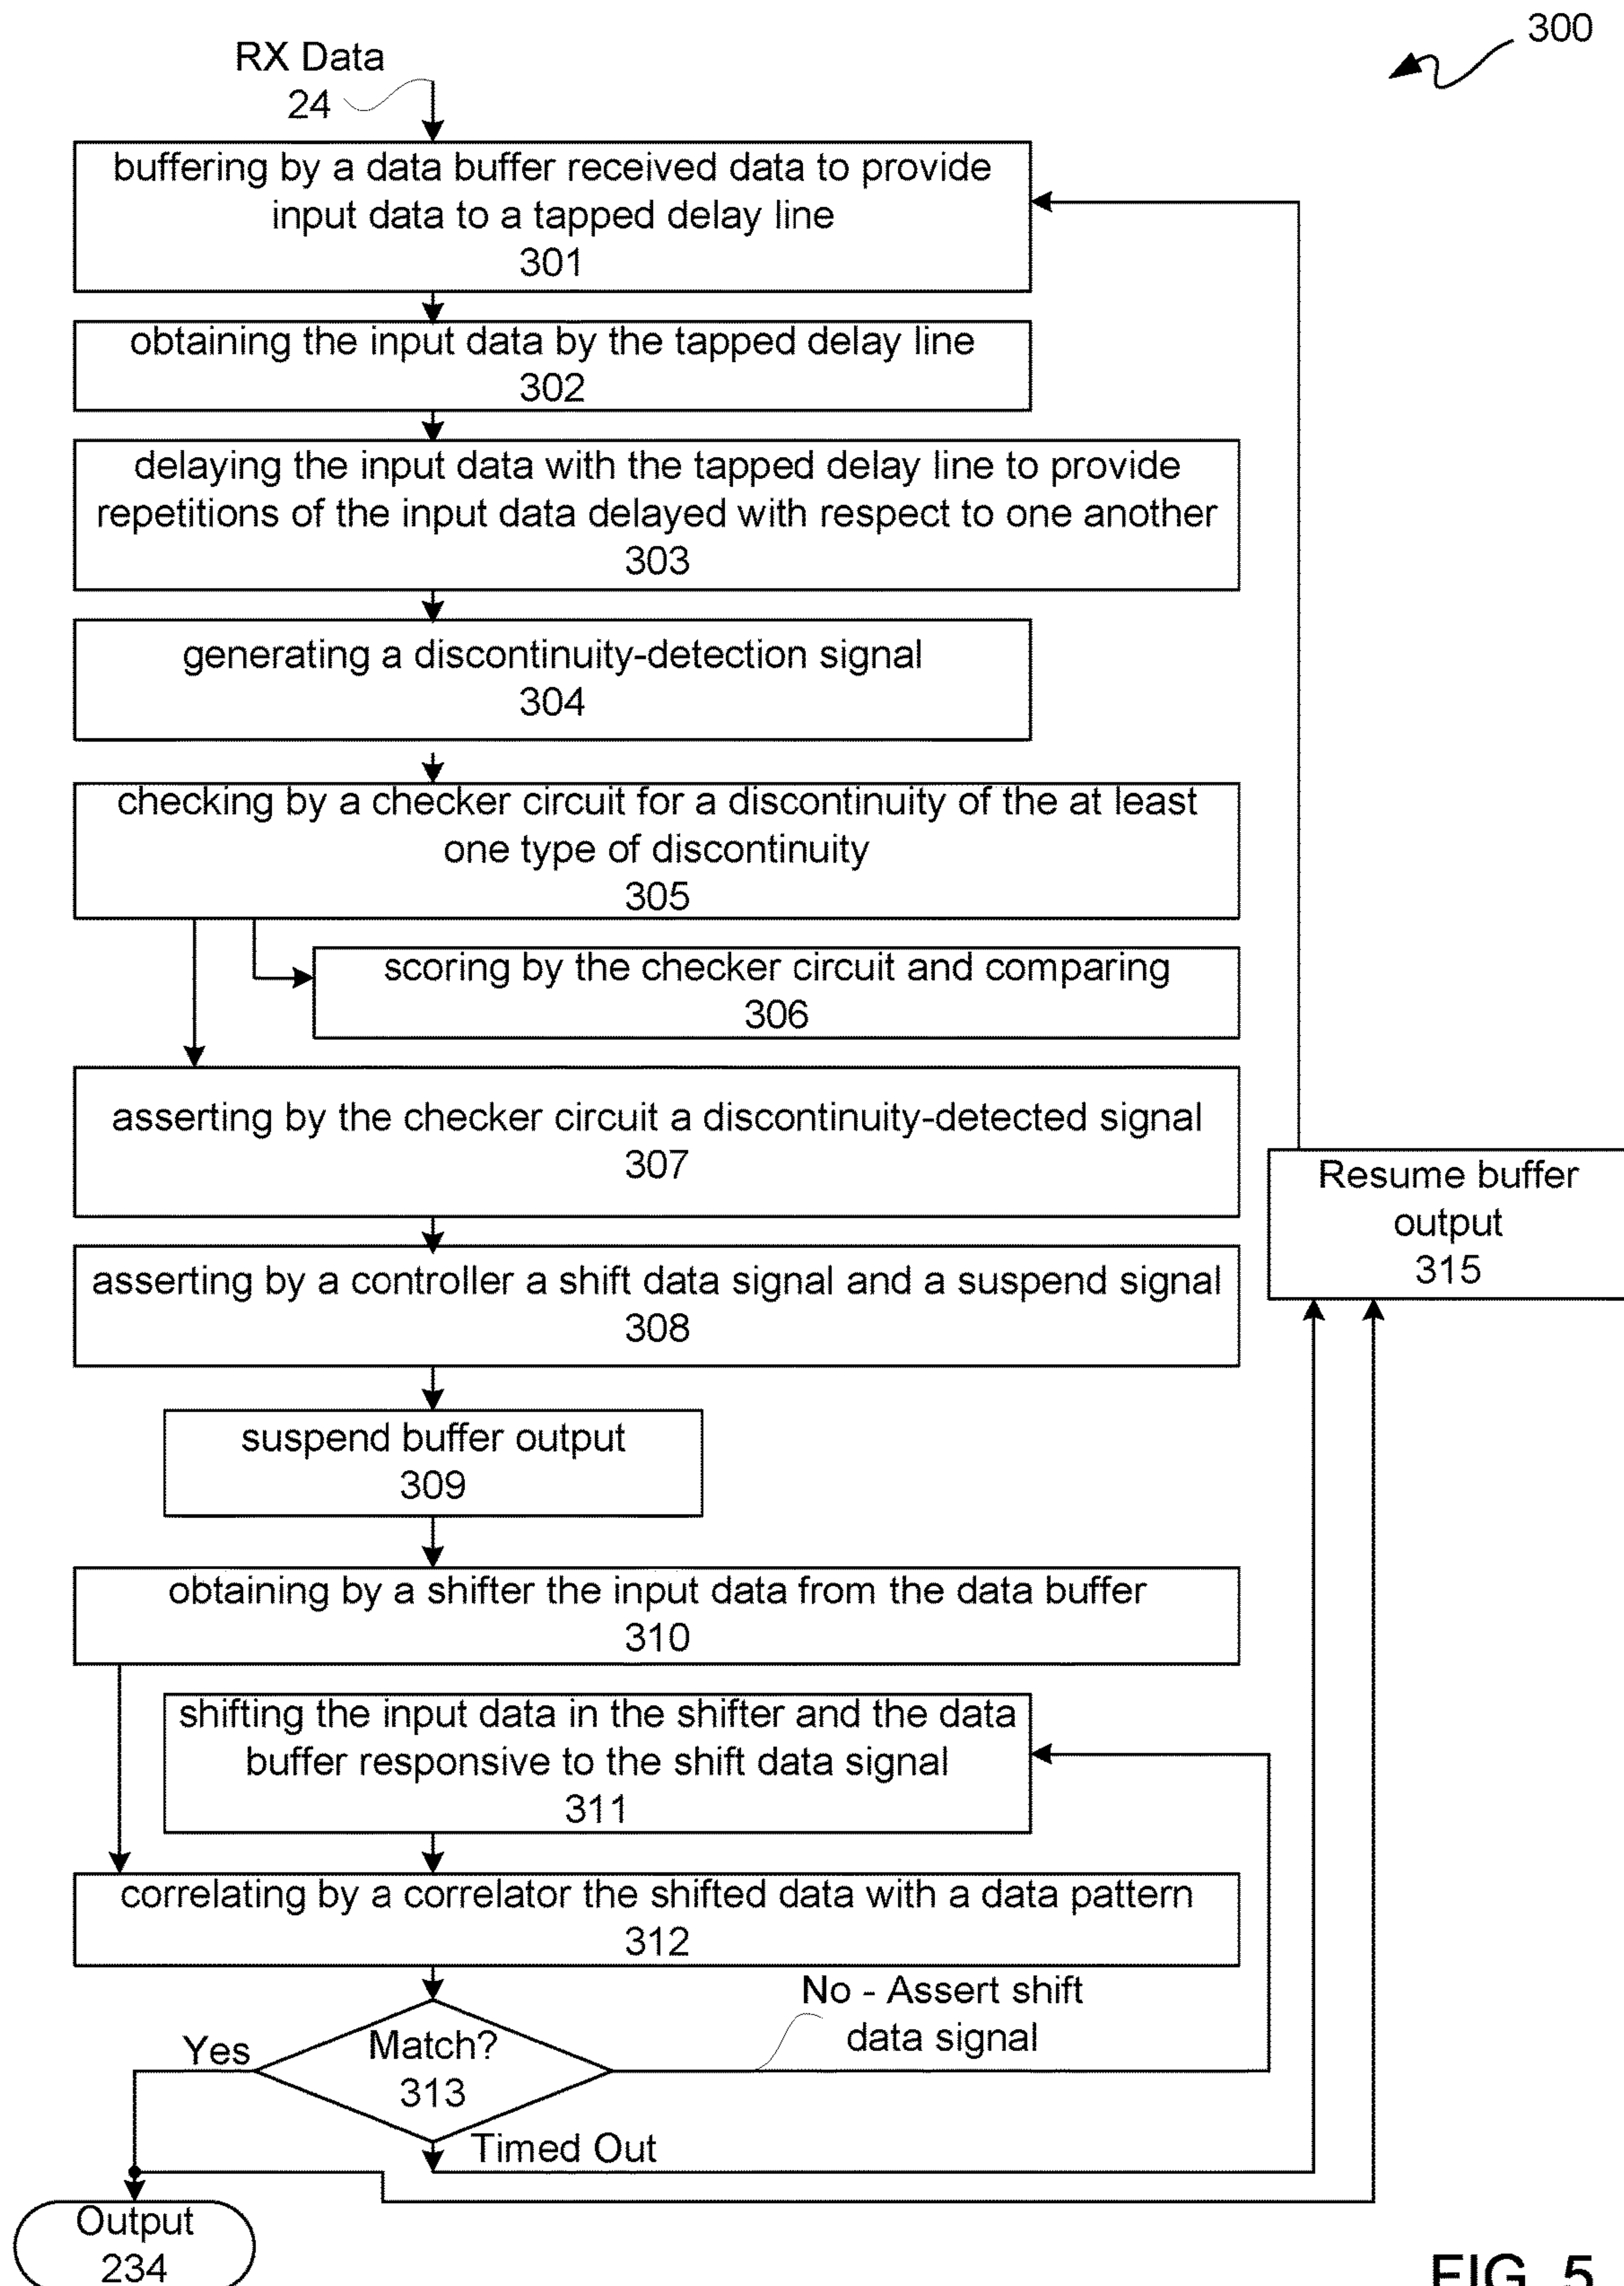 300
RX Data
24
buffering by a data buffer received data to provide
input data to a tapped delay line
301
obtaining the input data by the tapped delay line
302
delaying the input data with the tapped delay line to provide
repetitions of the input data delayed with respect to one another
303
generating a discontinuity-detection signal
304
checking by a checker circuit for a discontinuity of the at least
one type of discontinuity
305
scoring by the checker circuit and comparing
306
asserting by the checker circuit a discontinuity-detected signal
307
Resume buffer
output
315
asserting by a controller a shift data signal and a suspend signal
308
suspend buffer output
309
obtaining by a shifter the input data from the data buffer
310
shifting the input data in the shifter and the data
buffer responsive to the shift data signal
311
correlating by a correlator the shifted data with a data pattern
312
No - Assert shift
data signal
Yes
Match?
313
Timed Out
Output
234
FIG. 5